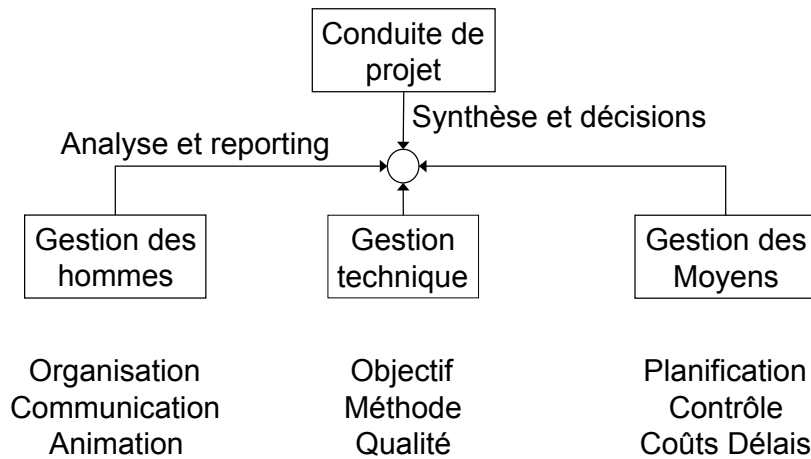 Conduite de
projet
Synthèse et décisions
Analyse et reporting
Gestion des
hommes
Gestion
technique
Gestion des
Moyens
Organisation
Communication
Animation
Objectif
Méthode
Qualité
Planification
Contrôle
Coûts Délais